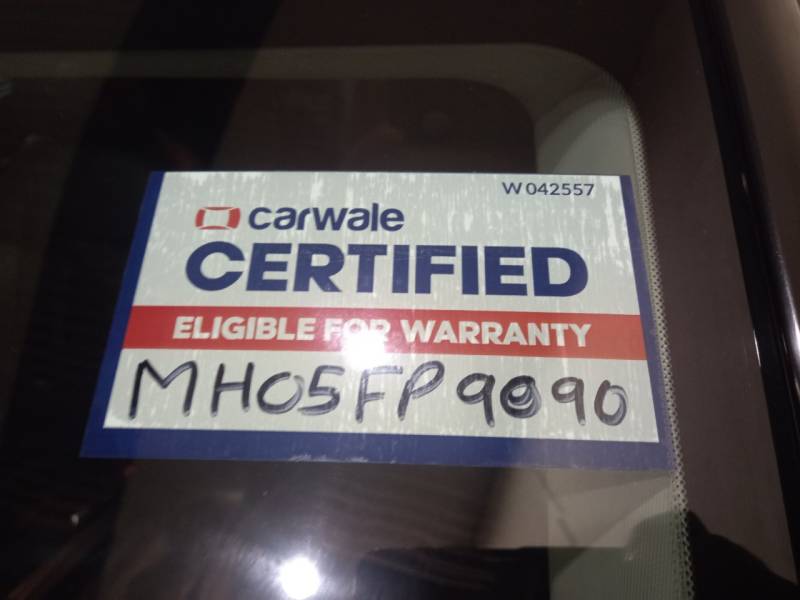 W 042557
carwale
CERTIFIED
ELIGIBLE FOR WARRANTY
MH05FP9090